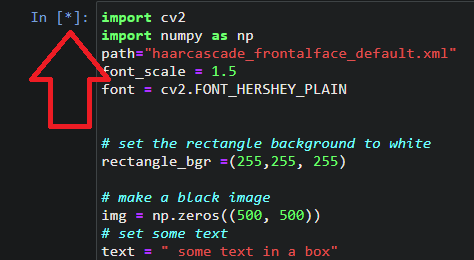 In [*]: import cv2
import numpy as np
path="haarcascade_frontalface_default.xml"
font_scale = 1.5
font = cv2.FONT_HERSHEY_PLAIN
# set the rectangle background to white
rectangle_bgr =(255,255, 255)
# make a black image
img = np.zeros((500, 500))
# set some text
text = " some text in a box"